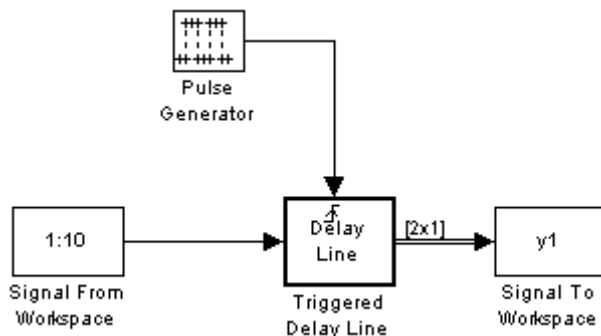 Pulse
Generator
1:10
Delay
Line
[2x1]
y1
Signal From
Workspace
Triggered
Delay Line
Signal To
Workspace